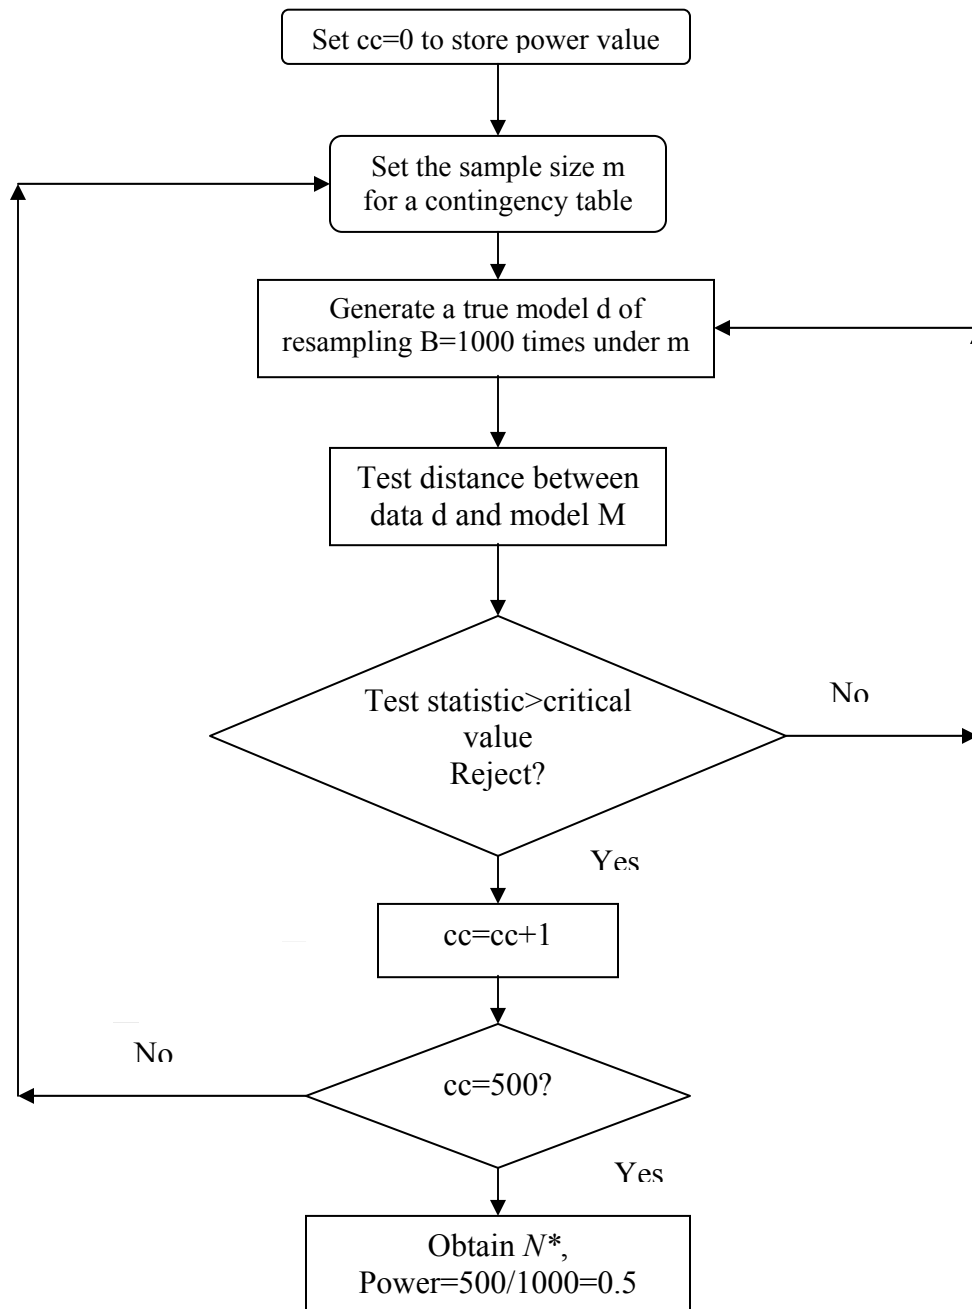 Set cc=0 to store power value
Set the sample size m
for a contingency table
Generate a true model d of
resampling B=1000 times under m
Test distance between
data d and model M
Test statistic>critical
value
Reject?
No
Yes
cc=cc+1
No
cc=500?
Yes
Obtain N*,
Power=500/1000=0.5